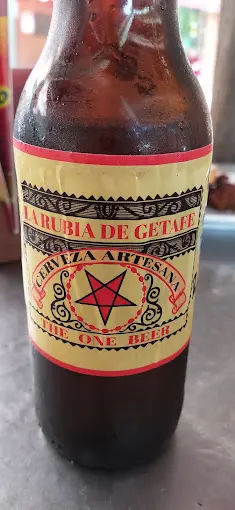 LA RUBIA DE GETAFE
CERVEZA ARTESANA
THE ONE BEER